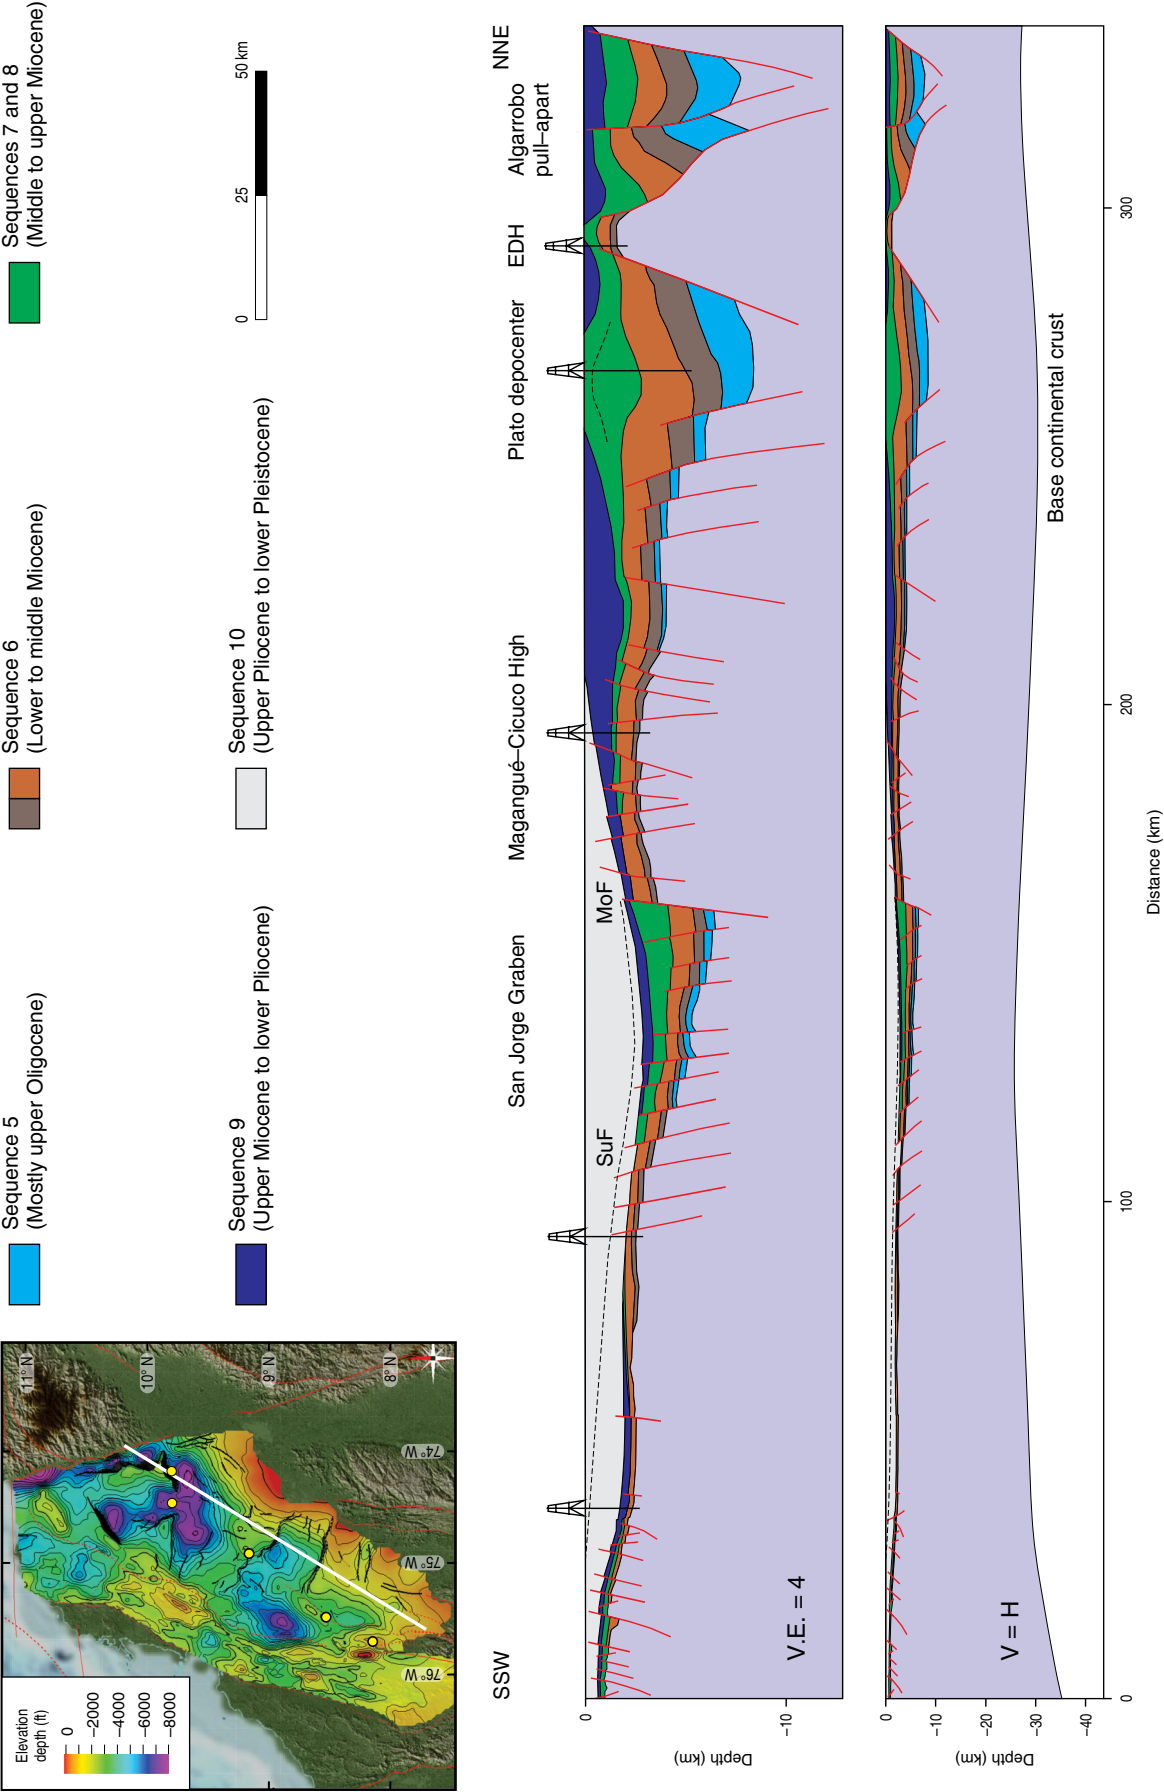 Elevation
depth (ft)
0
−2000
−4000
−6000
−8000
11° N
10° N
9° N
8° N
76° W
75° W
74° W
Sequence 5
(Mostly upper Oligocene)
Sequence 6
(Lower to middle Miocene)
Sequences 7 and 8
(Middle to upper Miocene)
Sequence 9
(Upper Miocene to lower Pliocene)
Sequence 10
(Upper Pliocene to lower Pleistocene)
0
25
50 km
SSW
San Jorge Graben
Magangué–Cicuco High
Plato depocenter
EDH
Algarrobo
pull–apart
NNE
SuF
MoF
0
−10
Depth (km)
V.E. = 4
0
−10
−20
−30
−40
Depth (km)
V = H
Base continental crust
0
100
200
300
Distance (km)